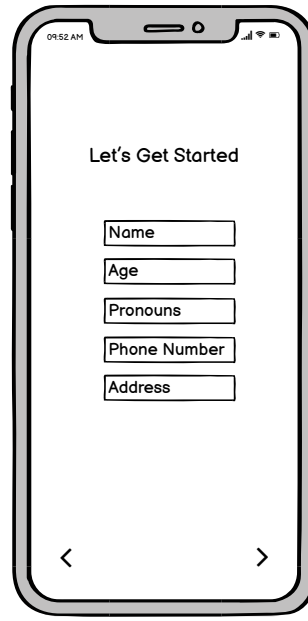 09:52 AM
Let's Get Started
Name
Age
Pronouns
Phone Number
Address